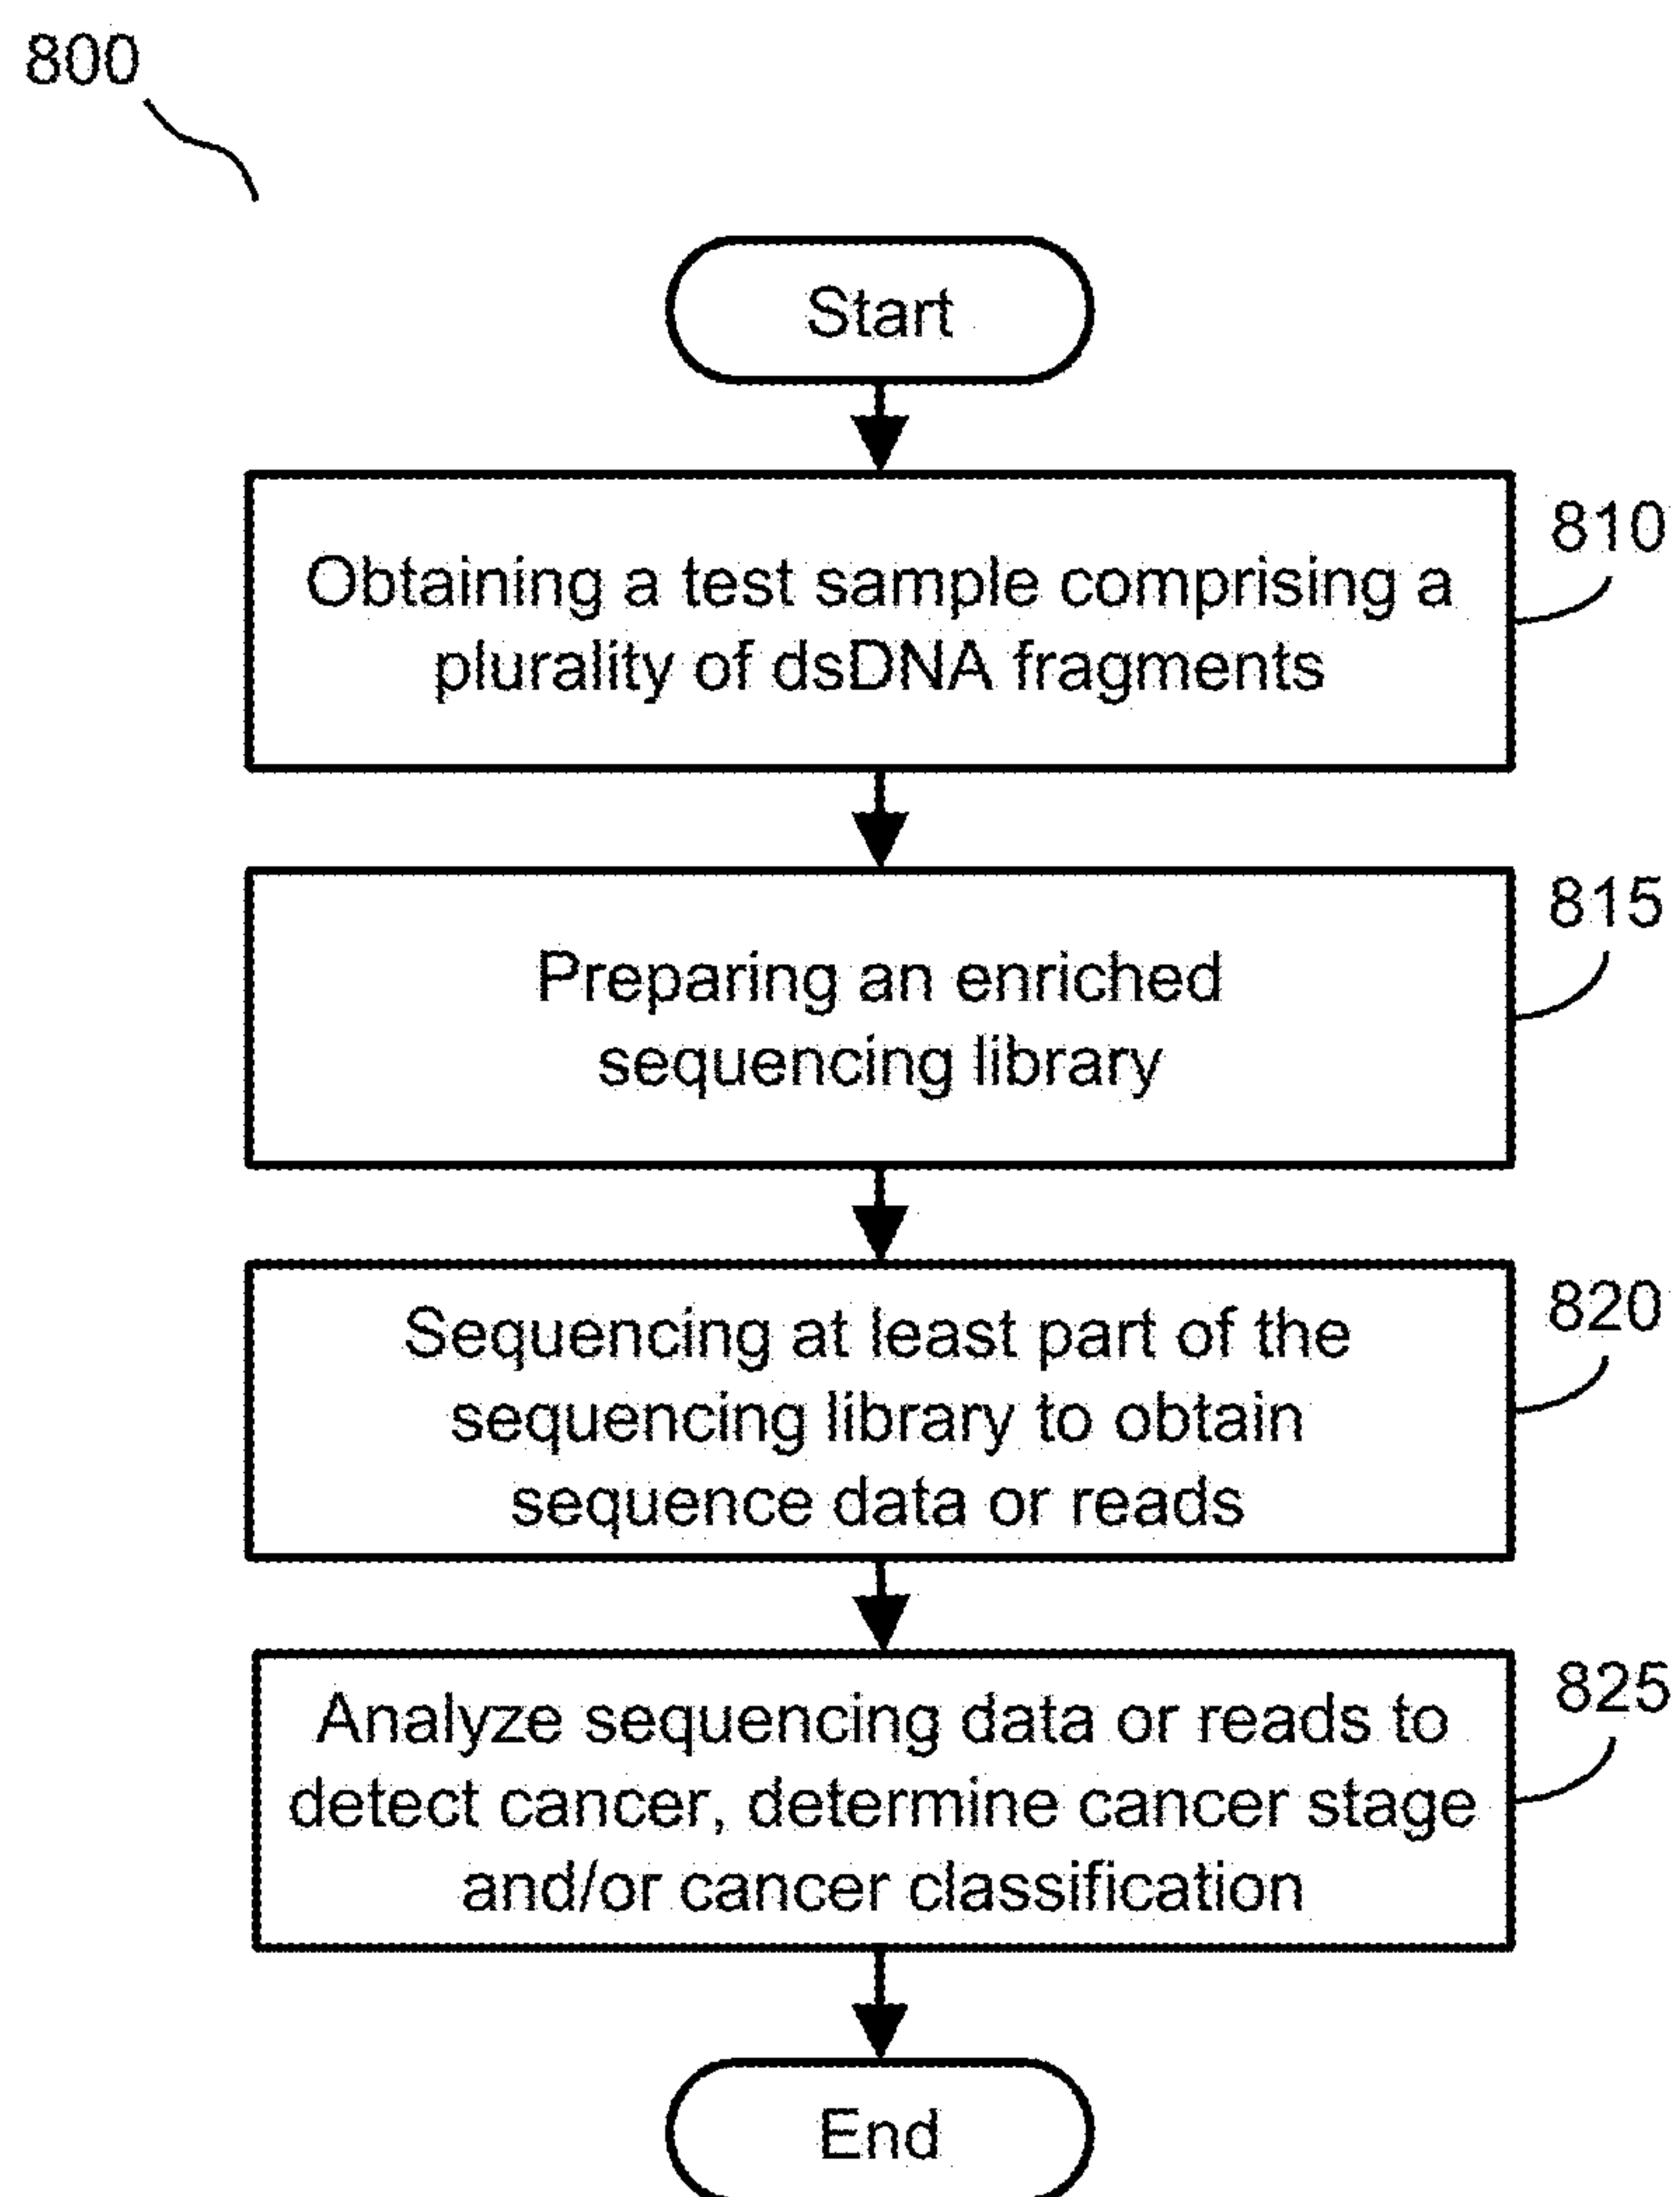 800
Start
810
Obtaining a test sample comprising a
plurality of dsDNA fragments
815
Preparing an enriched
sequencing library
820
Sequencing at least part of the
sequencing library to obtain
sequence data or reads
825
Analyze sequencing data or reads to
detect cancer, determine cancer stage
and/or cancer classification
End